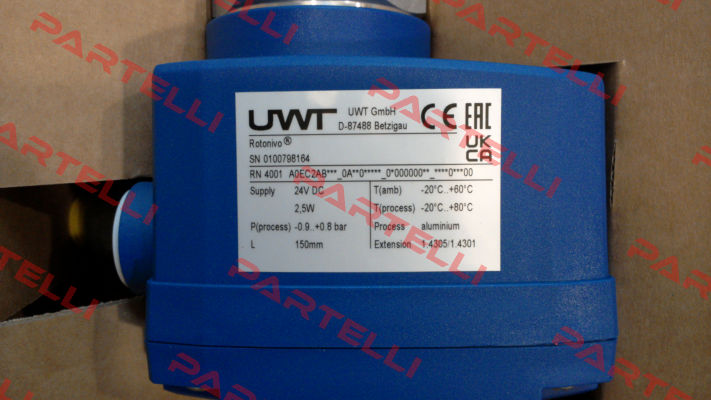 UWT UWT GmbH
D-87488 Betzigau
CE EAC
UK
CA
Rotonivo®
SN 0100798164
RN 4001 A0EC2AB***_0A**0*****_0*000000**_****0***00
Supply 24V DC T(amb) -20°C..+60°C
2,5W T(process) -20°C..+80°C
P(process) -0.9..+0.8 bar Process aluminium
L 150mm Extension 1.4305/1.4301
PARTELLI
PARTELLI
PARTELLI
PARTELLI
PARTELLI
PARTELLI
PARTELLI
PARTELLI